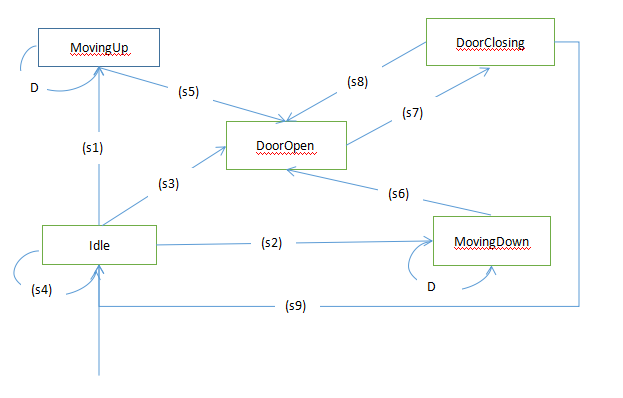 MovingUp
DoorClosing
D
(s5)
(s8)
(s7)
(s1)
DoorOpen
(s3)
(s6)
Idle
(s2)
MovingDown
(s4)
D
(s9)